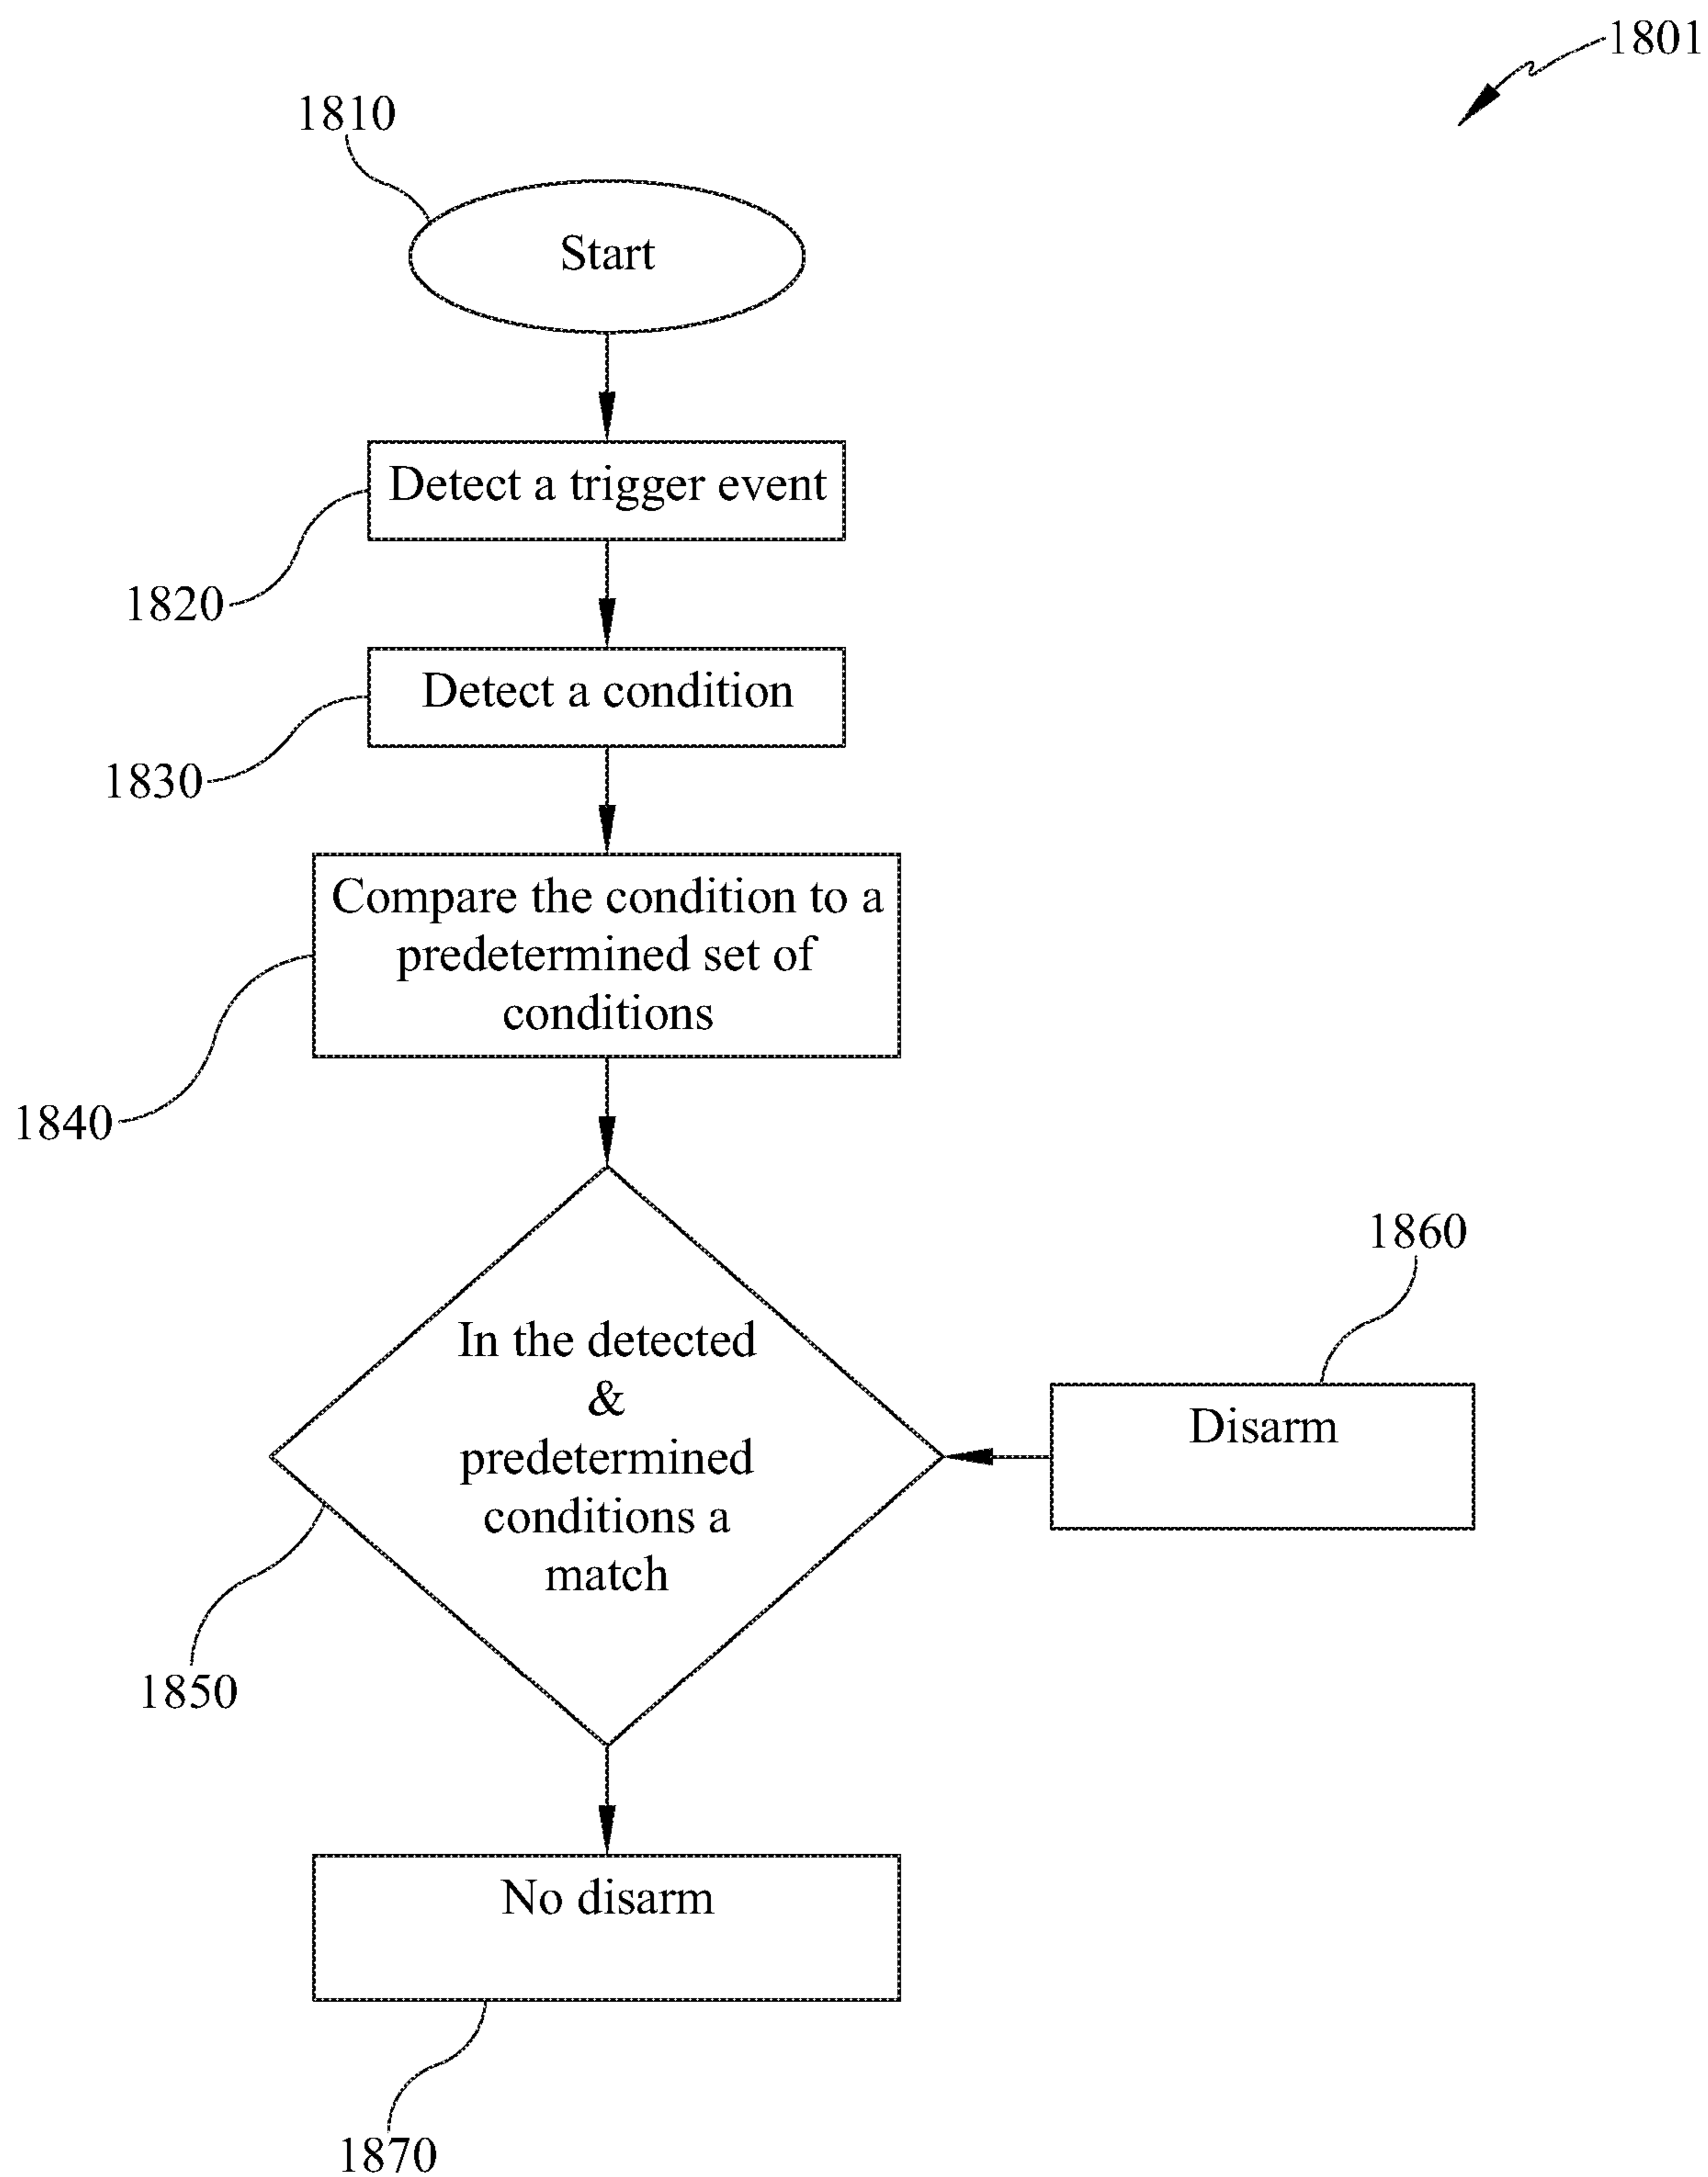 1801
1810
Start
Detect a trigger event
1820
Detect a condition
1830
Compare the condition to a
predetermined set of
conditions
1840
In the detected
&
predetermined
conditions a
match
1850
1860
Disarm
No disarm
1870